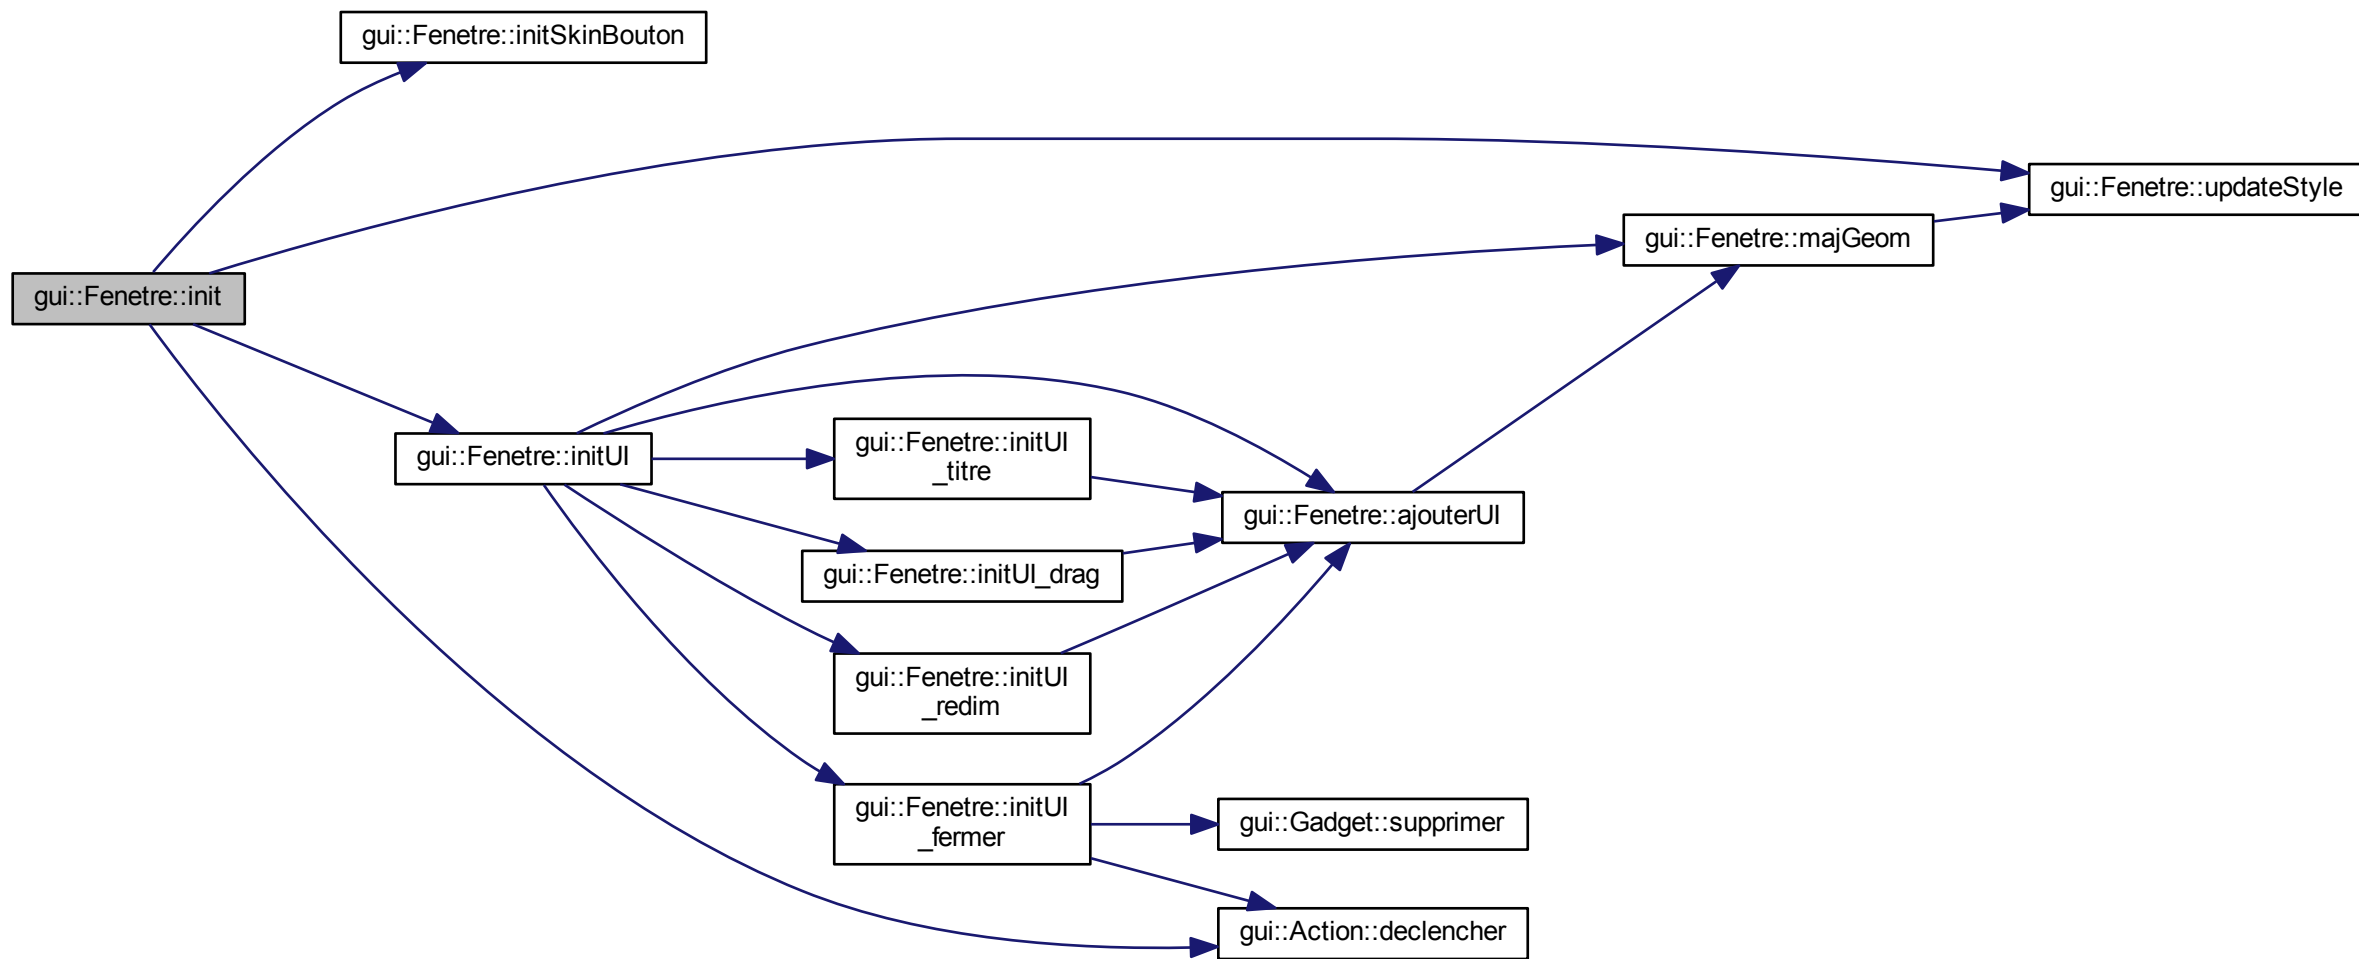 gui::Fenetre::initSkinBouton
gui::Fenetre::updateStyle
gui::Fenetre::majGeom
gui::Fenetre::init
gui::Fenetre::initUI
gui::Fenetre::initUI
_titre
gui::Fenetre::ajouterUI
gui::Fenetre::initUI_drag
gui::Fenetre::initUI
_redim
gui::Fenetre::initUI
_fermer
gui::Gadget::supprimer
gui::Action::declencher